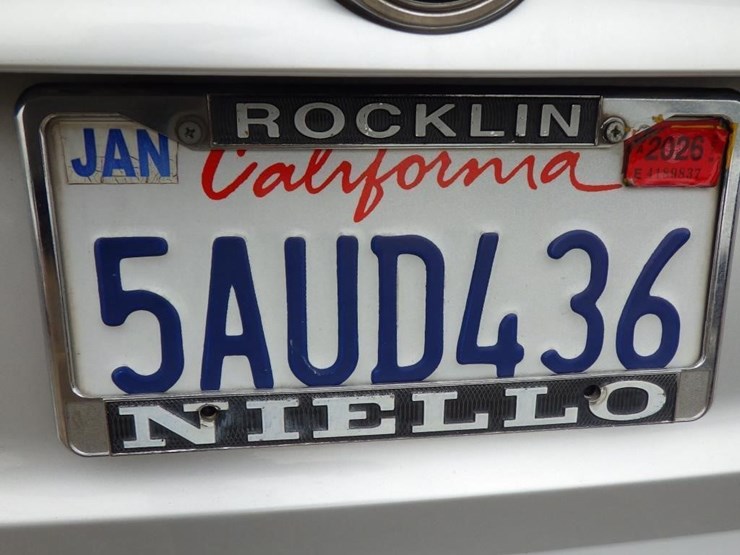 ROCKLIN
JAN California 2026
5AUD436
NIELLO